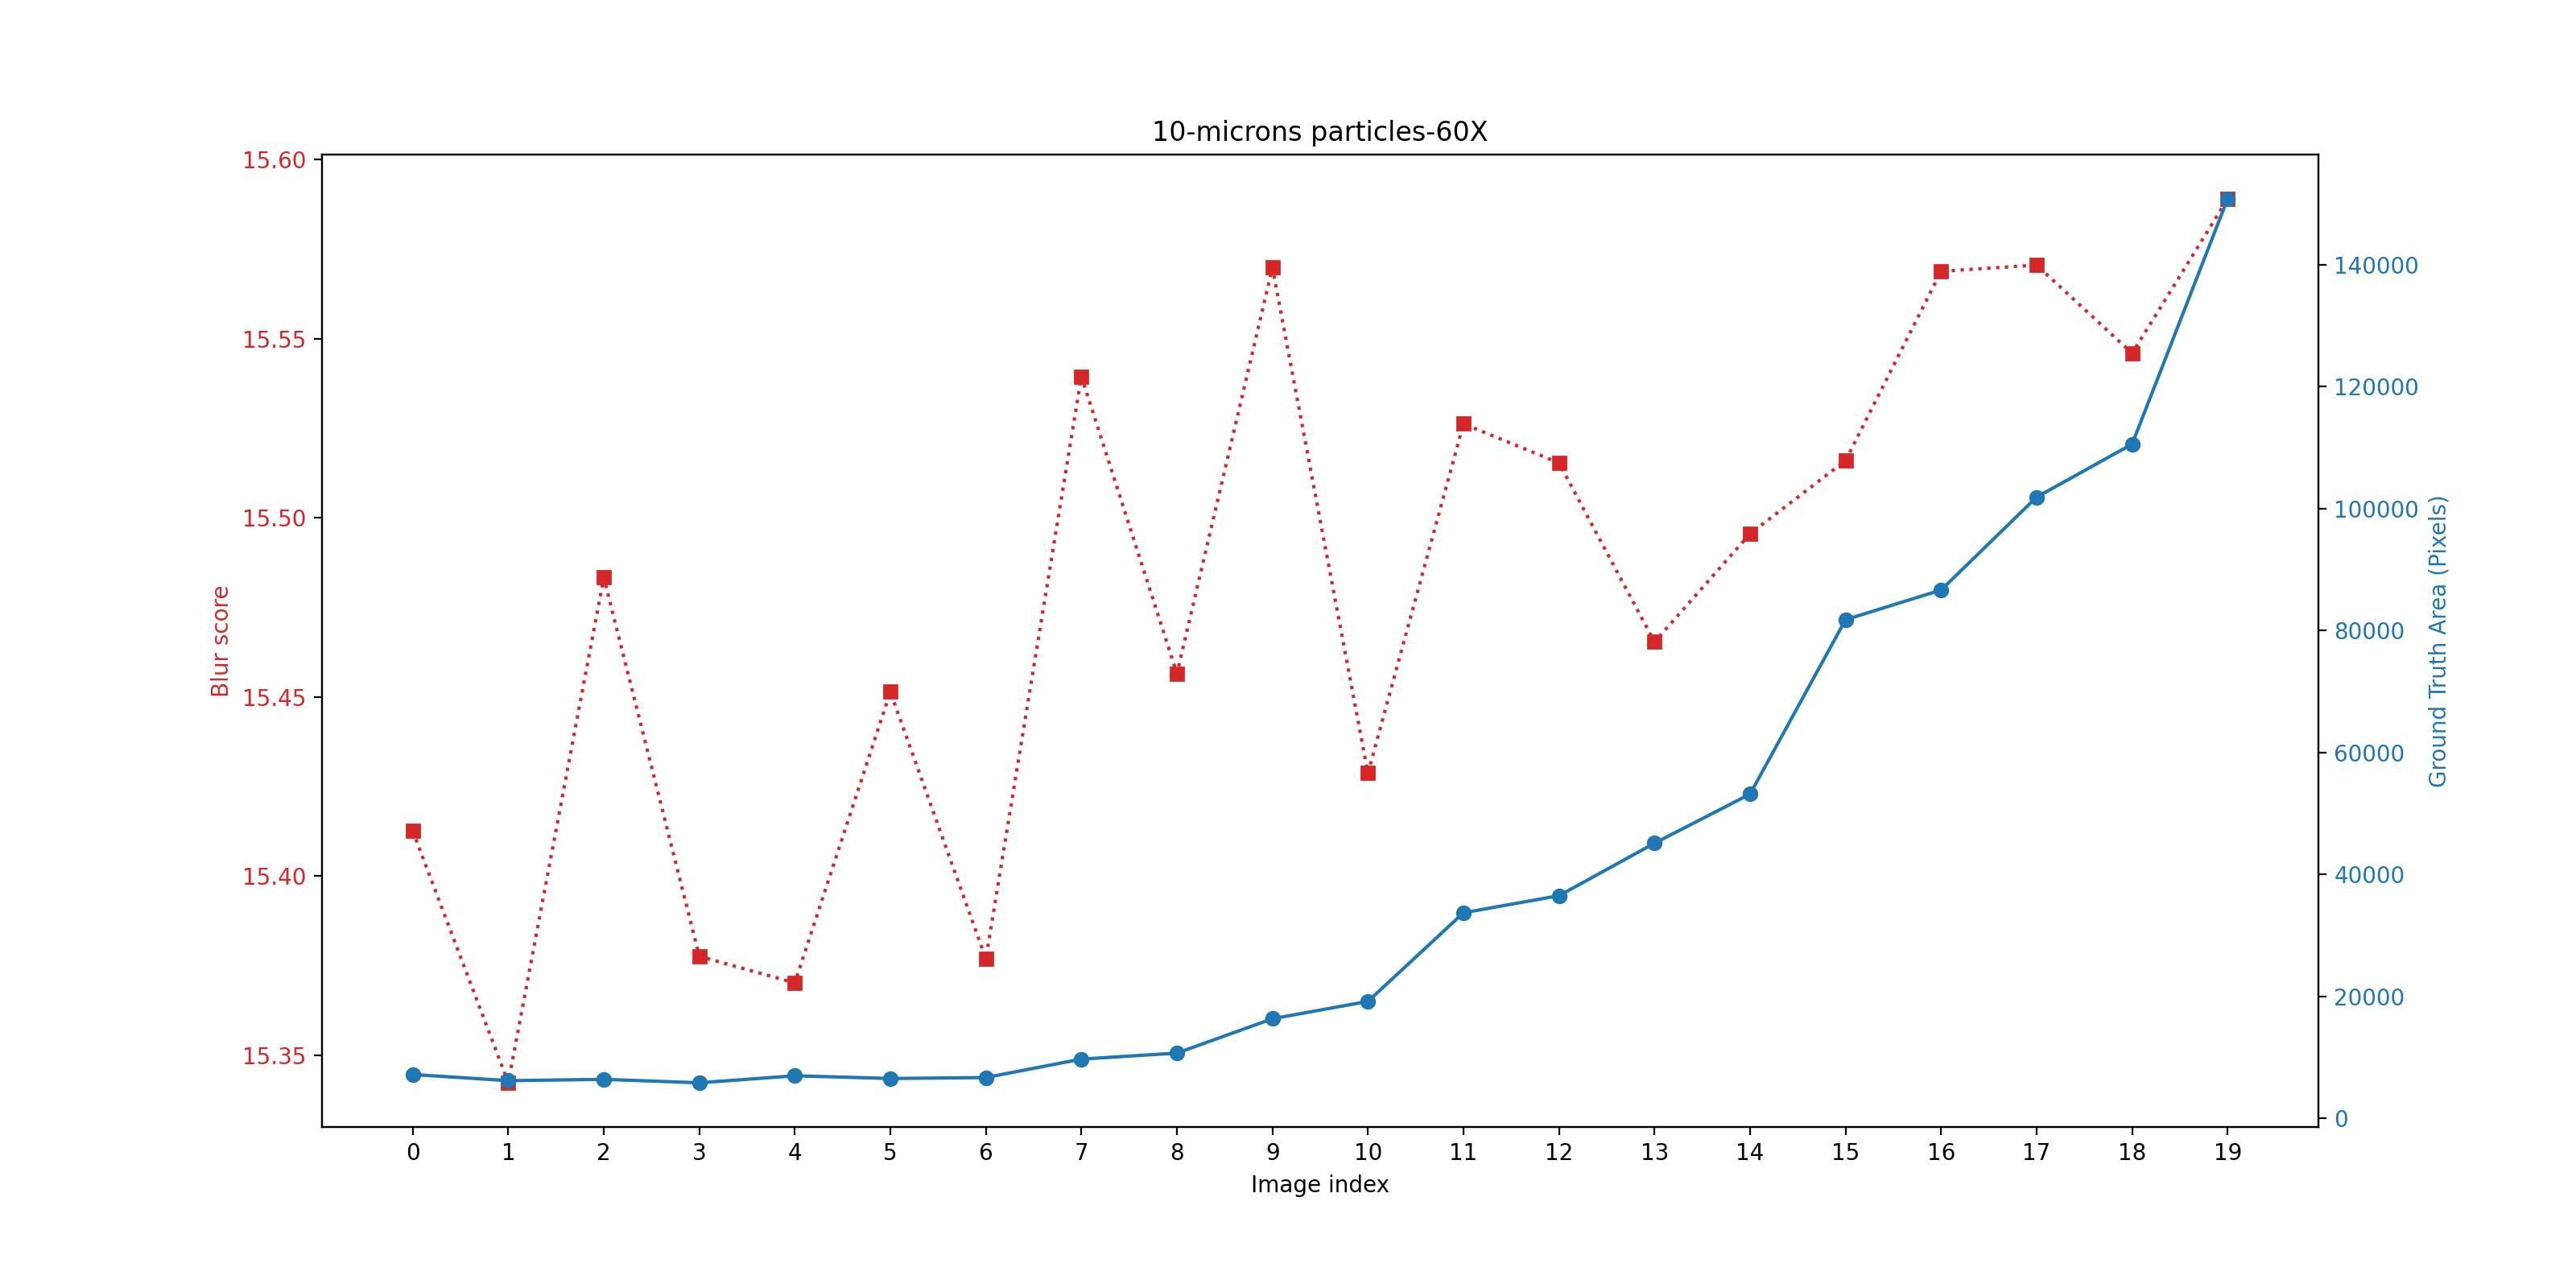 10-microns particles-60X
15.60
15.55
15.50
15.45
15.40
15.35
Blur score
140000
120000
100000
80000
60000
40000
20000
0
Ground Truth Area (Pixels)
0 1 2 3 4 5 6 7 8 9 10 11 12 13 14 15 16 17 18 19
Image index